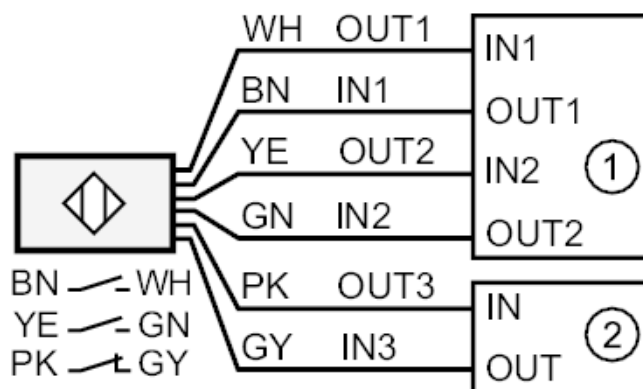 WH OUT1 IN1
BN IN1 OUT1
YE OUT2 IN2
1
GN IN2 OUT2
BN WH
YE GN
PK GY
PK OUT3 IN
GY IN3 OUT
2